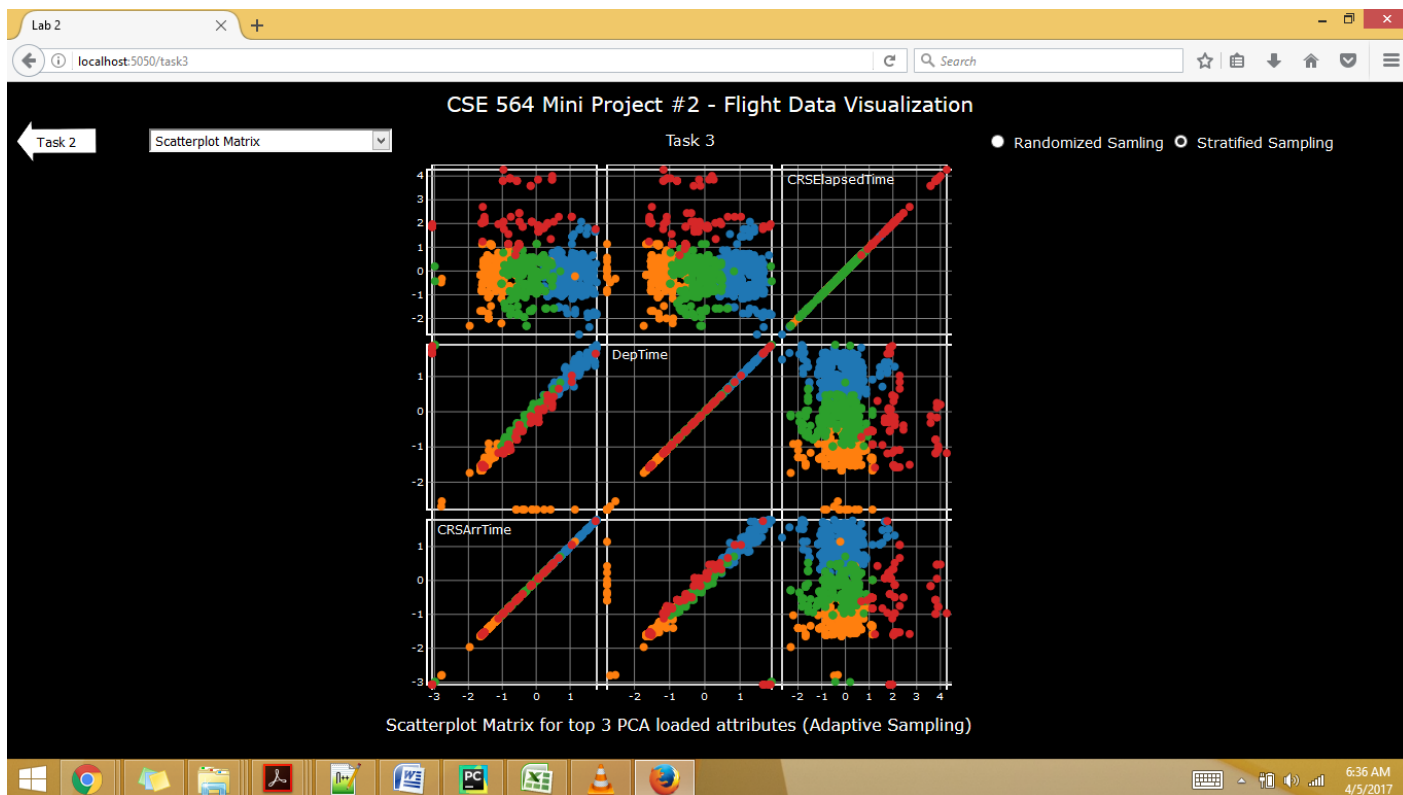 Lab 2
localhost:5050/task3
Search
CSE 564 Mini Project #2 - Flight Data Visualization
Task 2
Scatterplot Matrix
Task 3
Randomized Samling
Stratified Sampling
CRSElapsedTime
4
3
2
1
0
-1
-2
DepTime
1
0
-1
-2
CRSArrTime
1
0
-1
-2
-3
-3 -2 -1 0 1 -2 -1 0 1 -2 -1 0 1 2 3 4
Scatterplot Matrix for top 3 PCA loaded attributes (Adaptive Sampling)
n++
W
PC
X
6:36 AM
4/5/2017